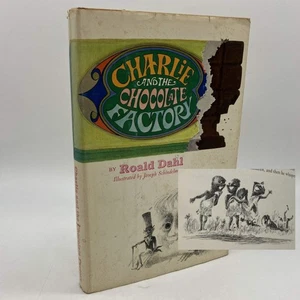 CHARLIE
AND THE
CHOCOLATE
FACTORY
BY Roald Dahl
Illustrated by Joseph Schindelman